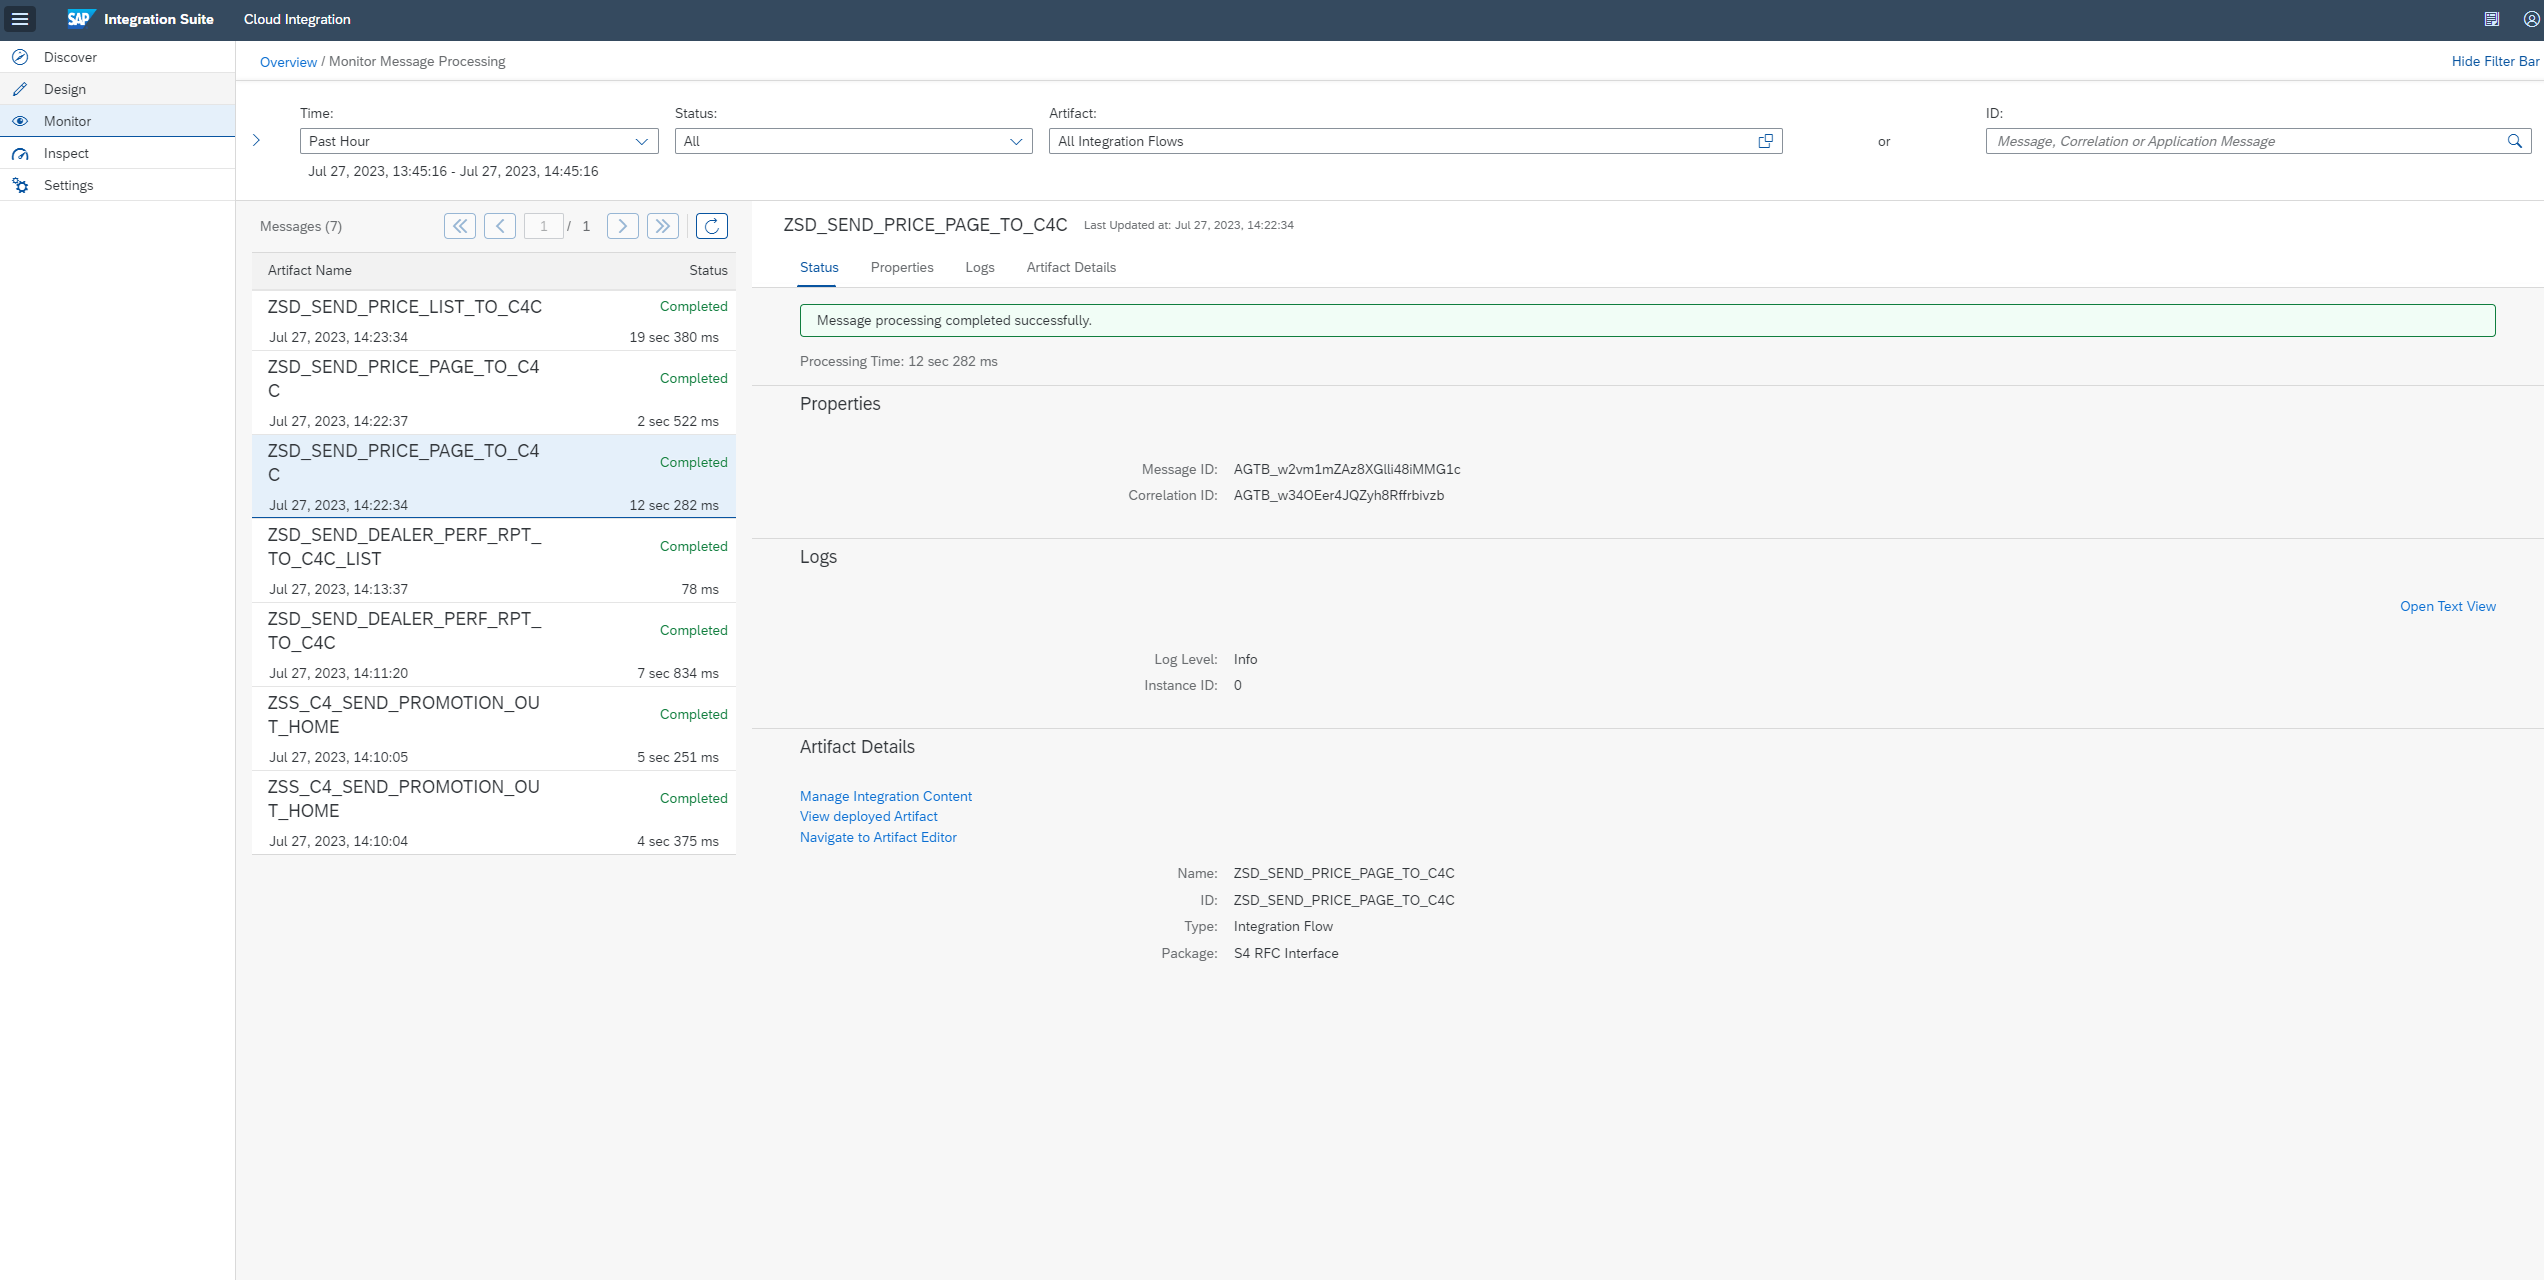 SAP Integration Suite Cloud Integration
Discover
Design
Monitor
Inspect
Settings
Overview / Monitor Message Processing
Hide Filter Bar
Time:
Status:
Artifact:
ID:
Past Hour
All
All Integration Flows
or
Message, Correlation or Application Message
Jul 27, 2023, 13:45:16 - Jul 27, 2023, 14:45:16
Messages (7)
1 / 1
Artifact Name Status
ZSD_SEND_PRICE_LIST_TO_C4C Completed
Jul 27, 2023, 14:23:34 19 sec 380 ms
ZSD_SEND_PRICE_PAGE_TO_C4
C
Completed
Jul 27, 2023, 14:22:37 2 sec 522 ms
ZSD_SEND_PRICE_PAGE_TO_C4
C
Completed
Jul 27, 2023, 14:22:34 12 sec 282 ms
ZSD_SEND_DEALER_PERF_RPT_
TO_C4C_LIST
Completed
Jul 27, 2023, 14:13:37 78 ms
ZSD_SEND_DEALER_PERF_RPT_
TO_C4C
Completed
Jul 27, 2023, 14:11:20 7 sec 834 ms
ZSS_C4_SEND_PROMOTION_OU
T_HOME
Completed
Jul 27, 2023, 14:10:05 5 sec 251 ms
ZSS_C4_SEND_PROMOTION_OU
T_HOME
Completed
Jul 27, 2023, 14:10:04 4 sec 375 ms
ZSD_SEND_PRICE_PAGE_TO_C4C Last Updated at: Jul 27, 2023, 14:22:34
Status Properties Logs Artifact Details
Message processing completed successfully.
Processing Time: 12 sec 282 ms
Properties
Message ID: AGTB_w2vm1mZAz8XGlli48iMMG1c
Correlation ID: AGTB_w34OEer4JQZyh8Rffrbivzb
Logs
Open Text View
Log Level: Info
Instance ID: 0
Artifact Details
Manage Integration Content
View deployed Artifact
Navigate to Artifact Editor
Name: ZSD_SEND_PRICE_PAGE_TO_C4C
ID: ZSD_SEND_PRICE_PAGE_TO_C4C
Type: Integration Flow
Package: S4 RFC Interface